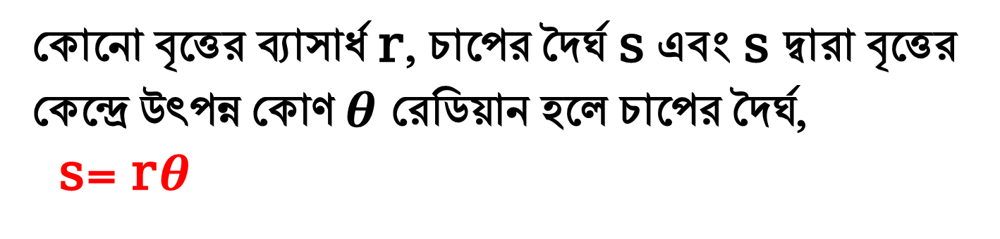 কোনো বৃত্তের ব্যাসার্ধ r, চাপের দৈর্ঘ s এবং s দ্বারা বৃত্তের
কেন্দ্রে উৎপন্ন কোণ θ রেডিয়ান হলে চাপের দৈর্ঘ,
s= rθ